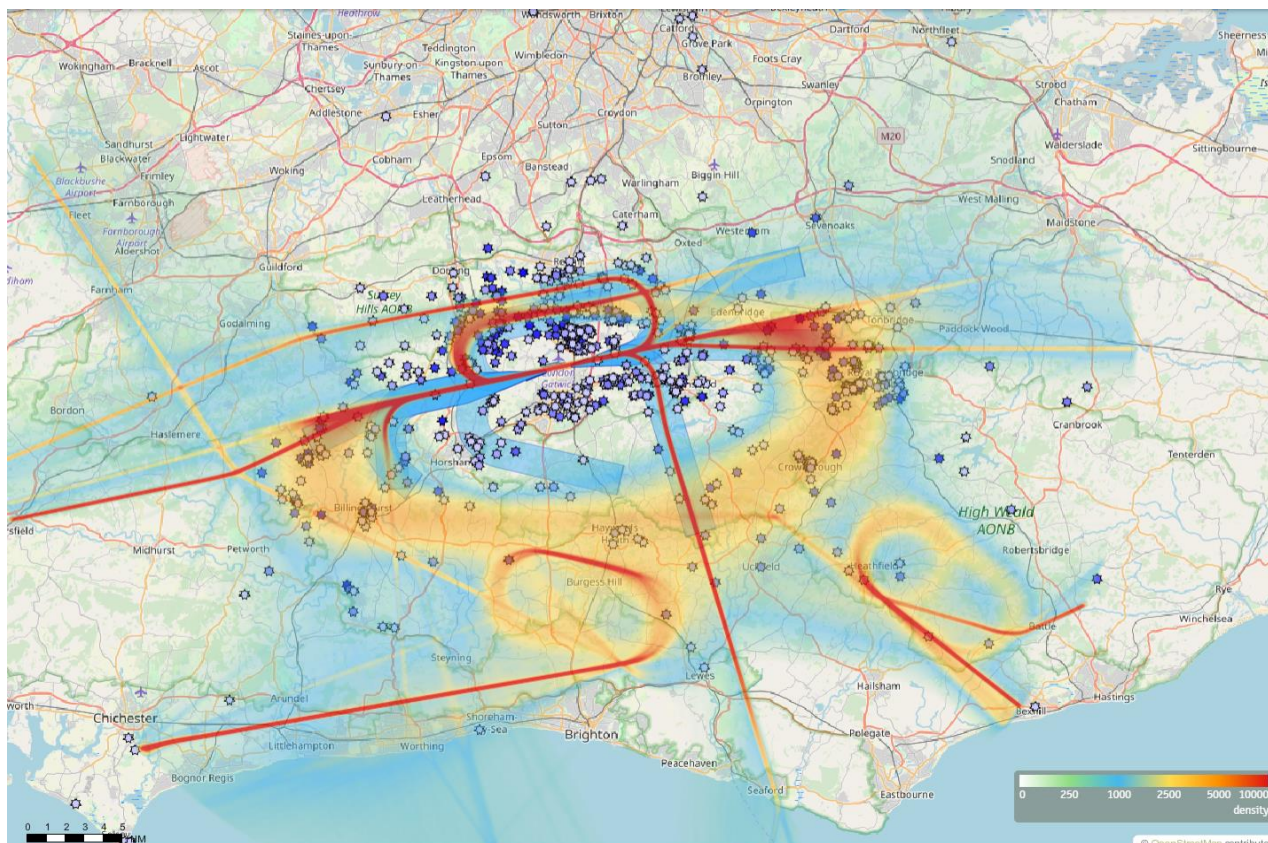 Heathrow
Wandsworth
Brixton
Catford
Dartford
Northfleet
Staines-upon-
Thames
Teddington
Kingston-upon
Thames
Wimbledon
Grove Park
Sheerness
Wokingham
Bracknell
Ascot
Sunbury-on
Thames
Foots Cray
Bromley
Swanley
Strood
Chertsey
Orpington
Chatham
Addlestone
Esher
Croydon
Sutton
M20
Lightwater
Sandhurst
Blackwater
Frimley
Woking
Cobham
Epsom
Banstead
Biggin Hill
Snodland
Walderslade
Sittingbourne
Blackbushe
Airport
Fleet
Farnborough
Leatherhead
Warlingham
West Malling
Farnborough
Airport
Aldershot
Caterham
Maidstone
Sevenoaks
Westerham
Oxted
Guildford
Farnham
Surrey
Hills AONB
Godalming
Edenbridge
Tonbridge
Paddock Wood
Gatwick
Bordon
Haslemere
Cranbrook
Horsham
Crowborough
Tenterden
High Weald
AONB
Midhurst
Petworth
Robertsbridge
Uckfield
Heathfield
Burgess Hill
Rye
Winchelsea
Battle
Steyning
Lewes
Arundel
Hailsham
Hastings
Chichester
Bexhill
Shoreham
Sea
Littlehampton
Worthing
Brighton
Polegate
Peacehaven
Bognor Regis
Seaford
Eastbourne
0 250 1000 2500 5000 10000
density
0 1 2 3 4 5
NM
© OpenStreetMap